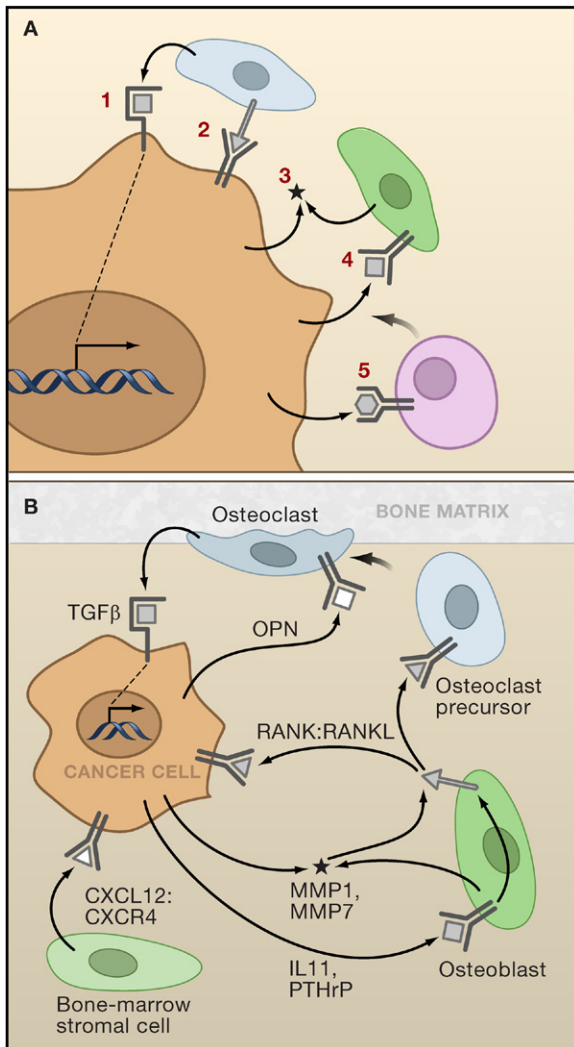 A
1
2
3
4
5
B
BONE MATRIX
Osteoclast
TGFβ
OPN
Osteoclast
precursor
RANK:RANKL
CANCER CELL
MMP1,
MMP7
CXCL12:
CXCR4
IL11,
PTHrP
Osteoblast
Bone-marrow
stromal cell